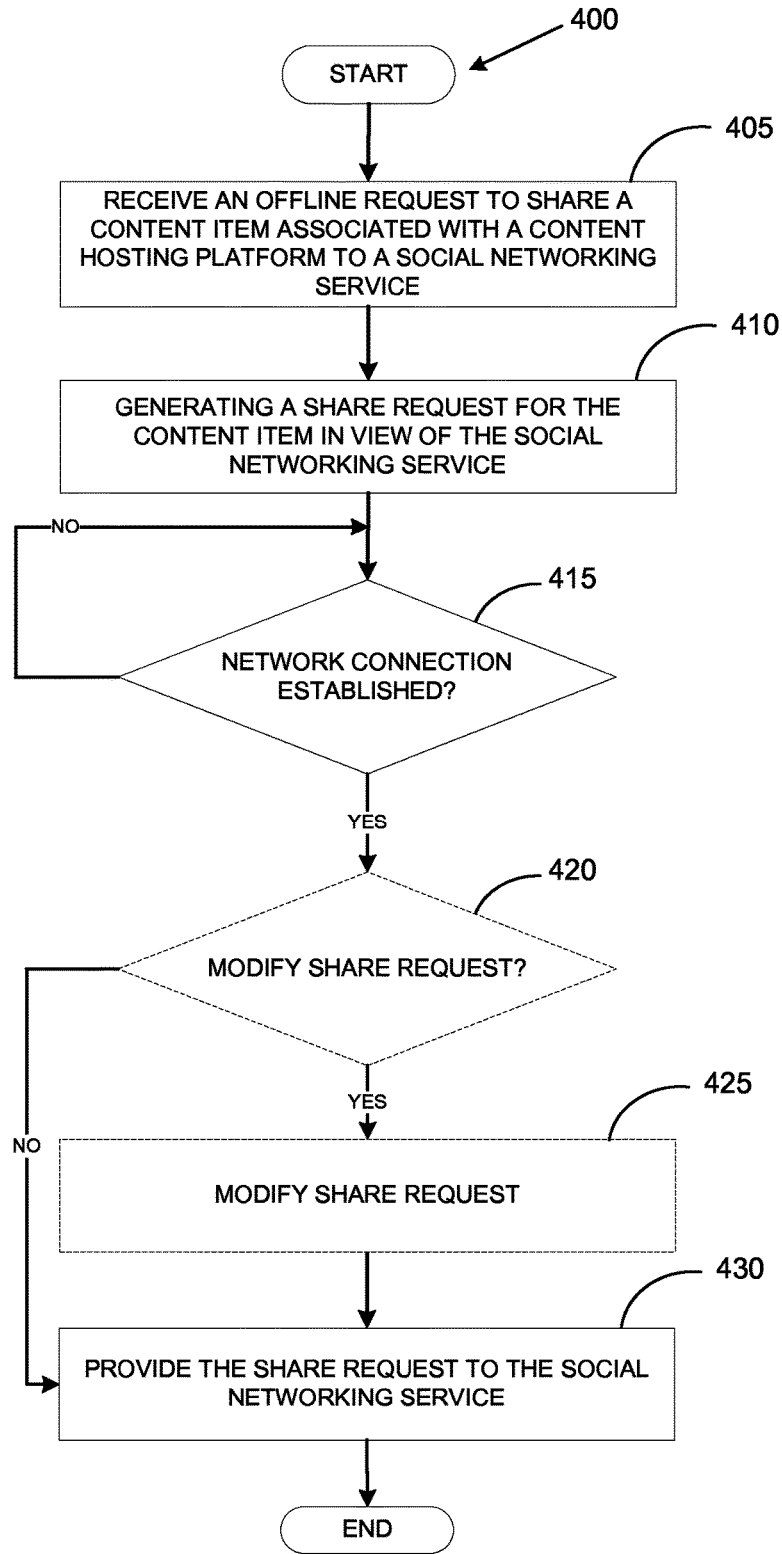 400
START
405
RECEIVE AN OFFLINE REQUEST TO SHARE A
CONTENT ITEM ASSOCIATED WITH A CONTENT
HOSTING PLATFORM TO A SOCIAL NETWORKING
SERVICE
410
GENERATING A SHARE REQUEST FOR THE
CONTENT ITEM IN VIEW OF THE SOCIAL
NETWORKING SERVICE
NO
415
NETWORK CONNECTION
ESTABLISHED?
YES
420
MODIFY SHARE REQUEST?
YES
NO
425
MODIFY SHARE REQUEST
430
PROVIDE THE SHARE REQUEST TO THE SOCIAL
NETWORKING SERVICE
END